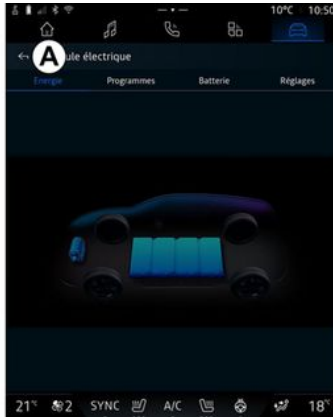 10°C 10:50
A ule électrique
Energie Programmes Batterie Réglages
21°C 2 SYNC A/C 18°C